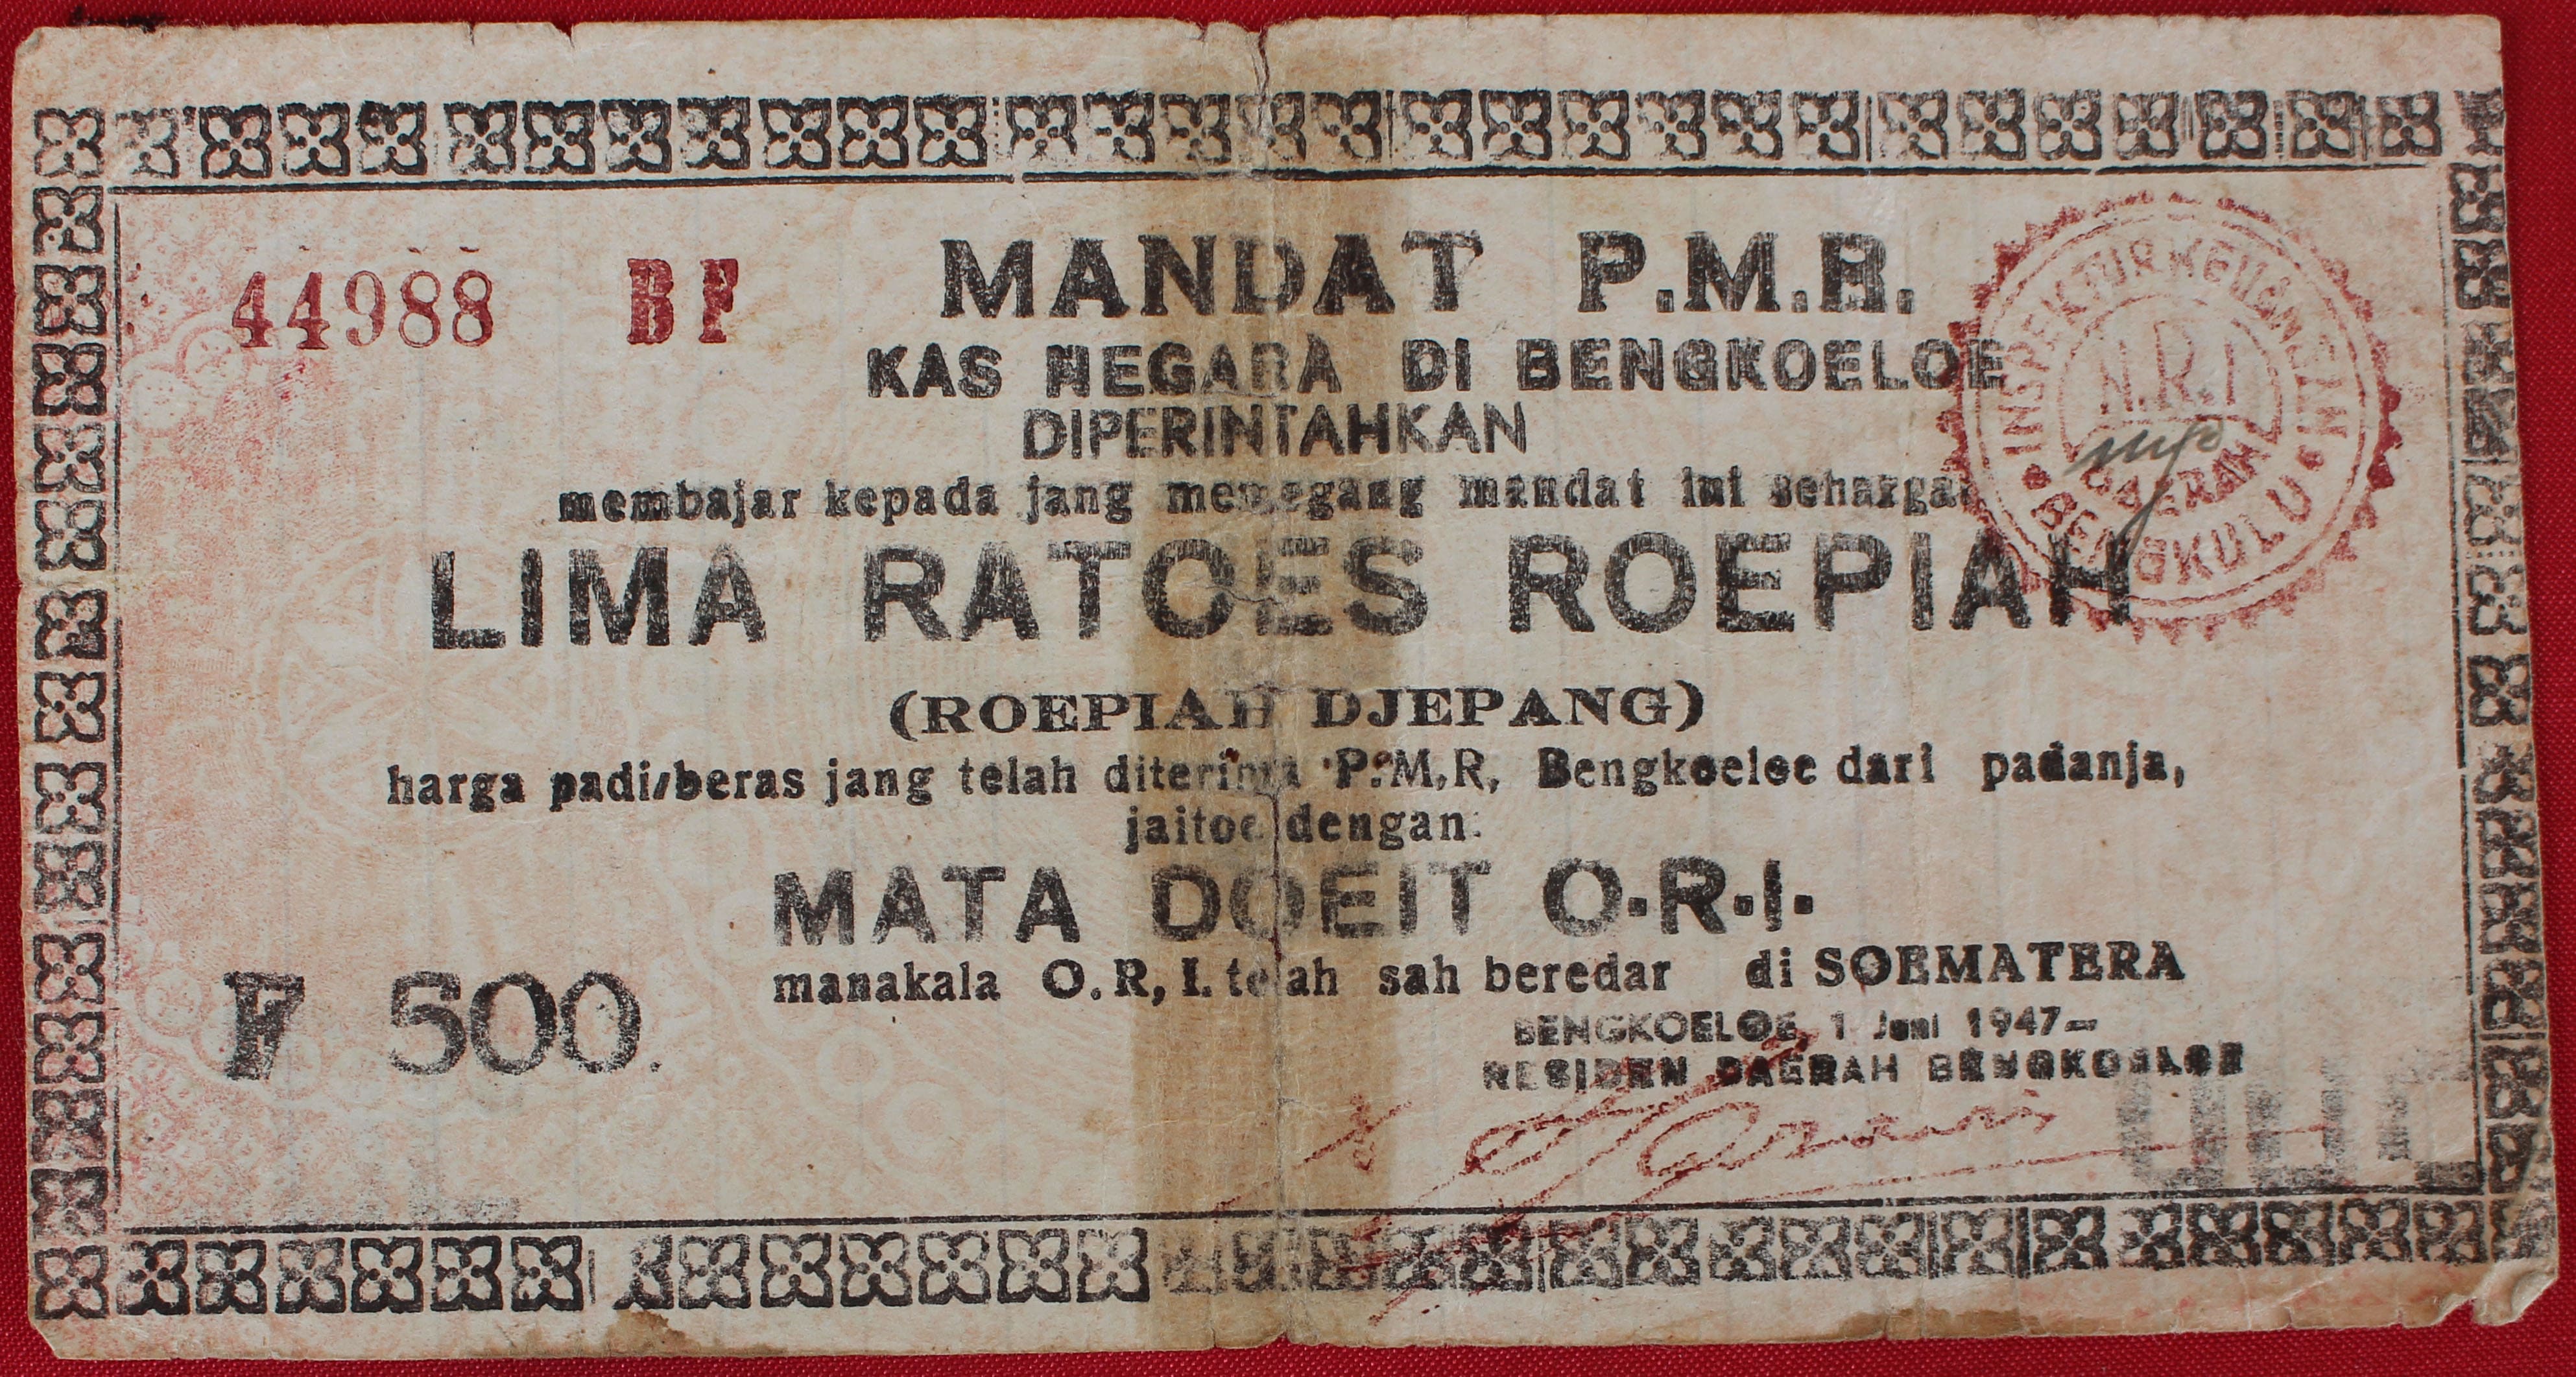 44988 BF
MANDAT P.M.R.
KAS NEGARA DI BENGKOELOE
DIPERINTAHKAN
membajar kepada jang memegang mandat ini seharga
LIMA RATOES ROEPIAH
(ROEPIAH DJEPANG)
harga padi/beras jang telah diterima P.M,R, Bengkoeloe dari padanja,
jaitoe dengan:
MATA DOEIT O.R.I.
manakala O.R,I. telah sah beredar di SOEMATERA
F 500.
BENGKOELOE, 1 Juni 1947-
RESIDEN DAERAH BENGKOELOE
INSPEKTUR KEUANGAN
N.R.I
DAERAH
BENGKULU